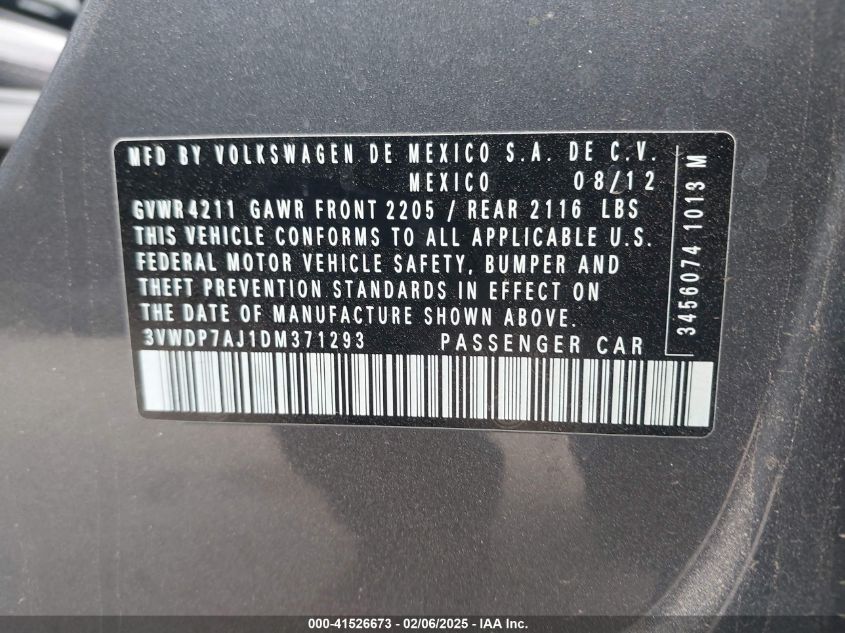 MFD BY VOLKSWAGEN DE MEXICO S.A. DE C.V.
MEXICO 08/12
GVWR 4211 GAWR FRONT 2205 / REAR 2116 LBS
THIS VEHICLE CONFORMS TO ALL APPLICABLE U.S.
FEDERAL MOTOR VEHICLE SAFETY, BUMPER AND
THEFT PREVENTION STANDARDS IN EFFECT ON
THE DATE OF MANUFACTURE SHOWN ABOVE.
3VWDP7AJ1DM371293 PASSENGER CAR
3456074 1013 M
000-41526673 - 02/06/2025 - IAA Inc.